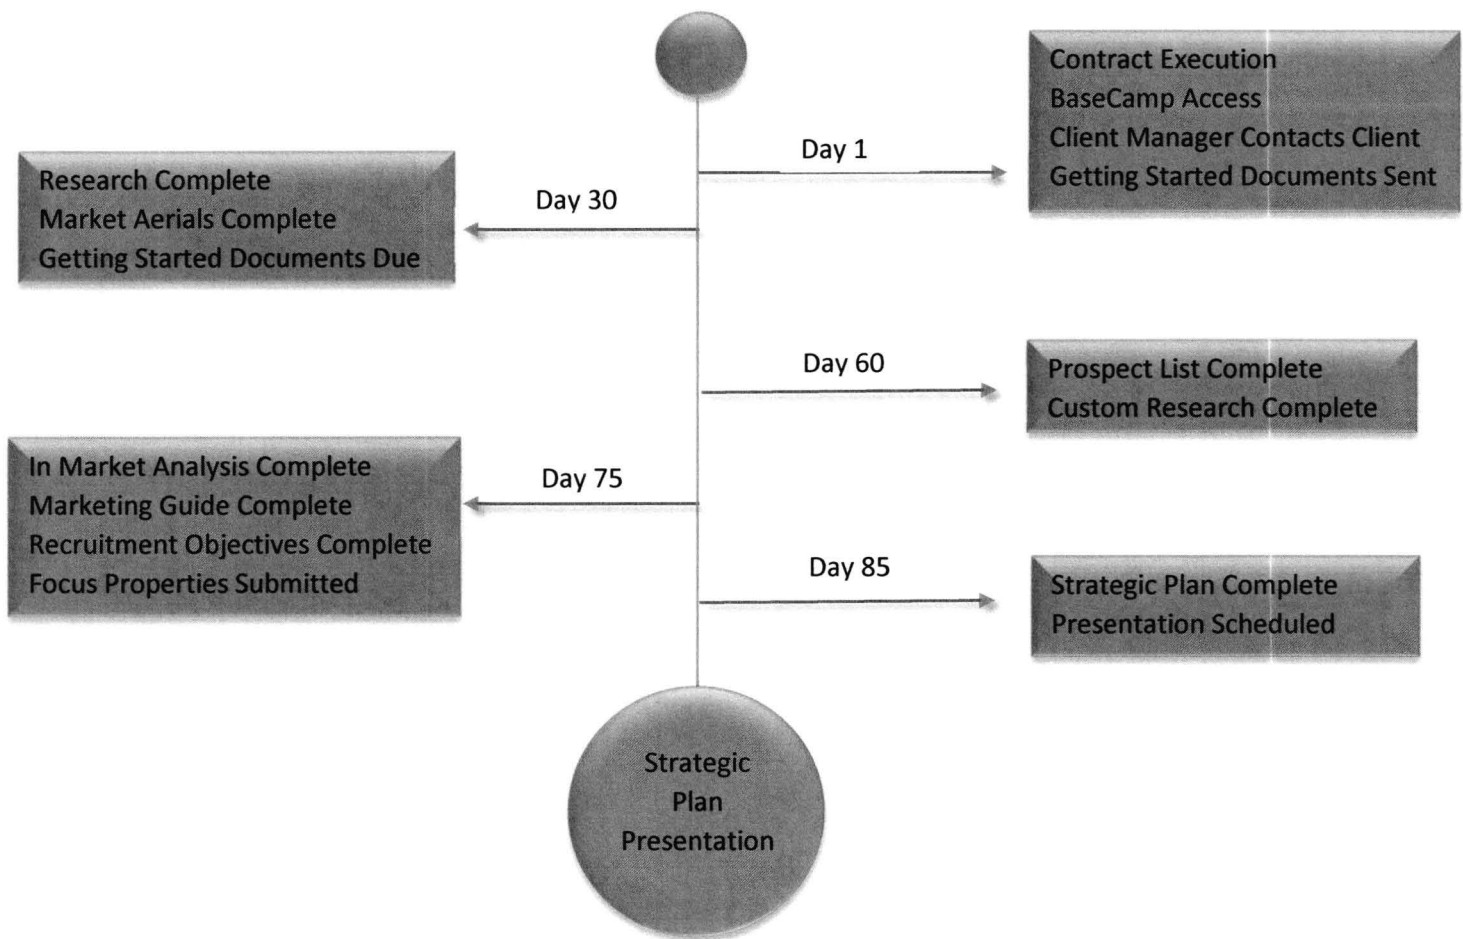 Contract Execution
BaseCamp Access
Client Manager Contacts Client
Getting Started Documents Sent
Day 1
Research Complete
Market Aerials Complete
Getting Started Documents Due
Day 30
Day 60
Prospect List Complete
Custom Research Complete
In Market Analysis Complete
Marketing Guide Complete
Recruitment Objectives Complete
Focus Properties Submitted
Day 75
Day 85
Strategic Plan Complete
Presentation Scheduled
Strategic
Plan
Presentation